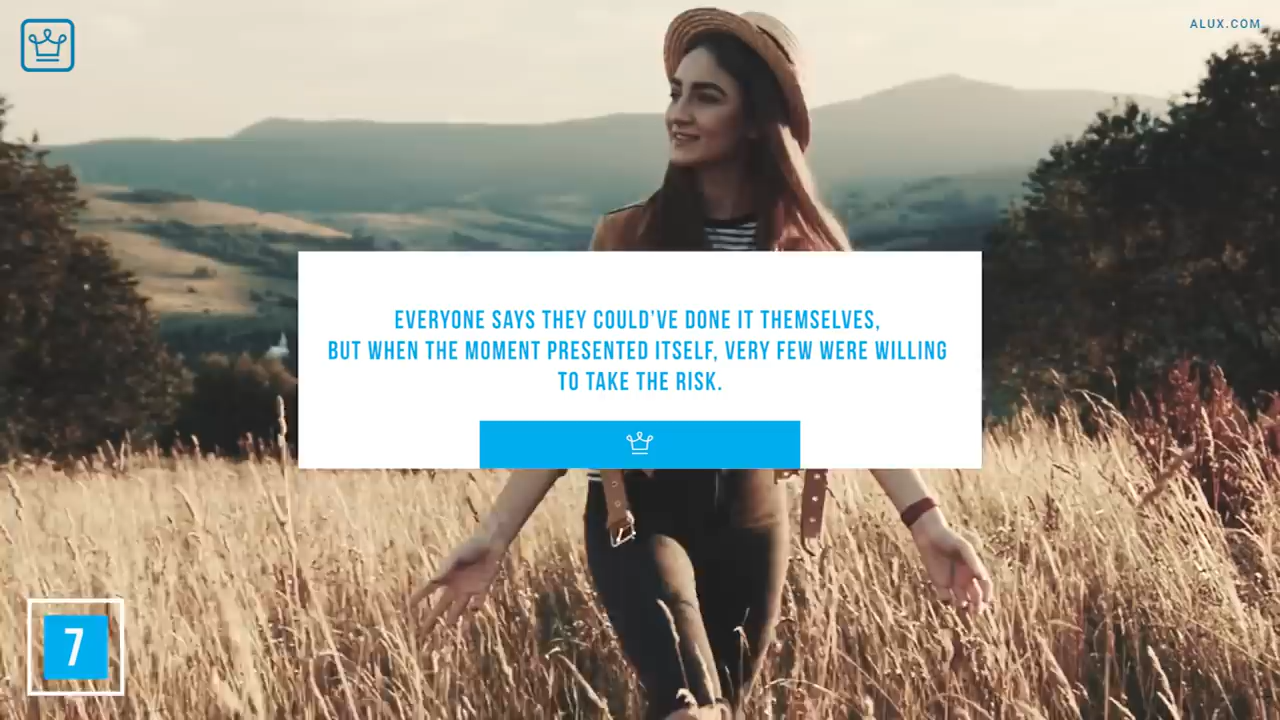 ALUX.COM
EVERYONE SAYS THEY COULD'VE DONE IT THEMSELVES,
BUT WHEN THE MOMENT PRESENTED ITSELF, VERY FEW WERE WILLING
TO TAKE THE RISK.
7